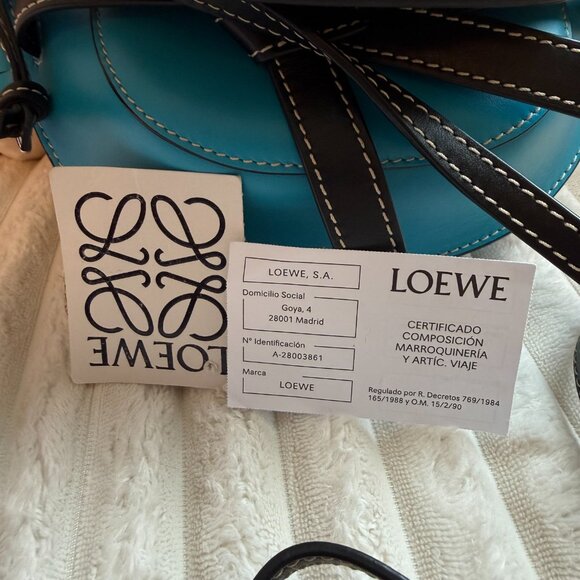 LOEWE
LOEWE, S.A.
Domicilio Social
Goya, 4
28001 Madrid
Nº Identificación
A-28003861
Marca
LOEWE
LOEWE
CERTIFICADO
COMPOSICIÓN
MARROQUINERÍA
Y ARTÍC. VIAJE
Regulado por R. Decretos 769/1984
165/1988 y O.M. 15/2/90